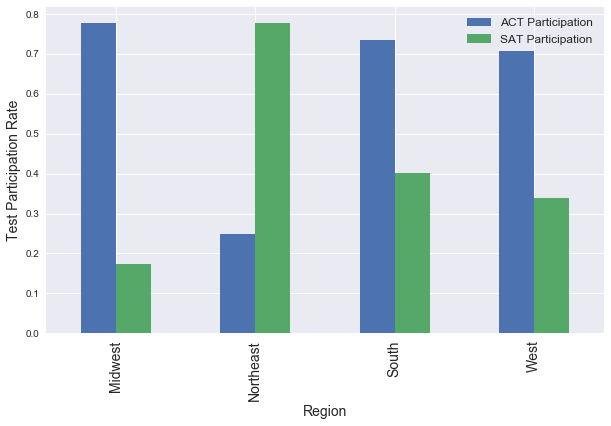 ACT Participation
SAT Participation
Test Participation Rate
0.8
0.7
0.6
0.5
0.4
0.3
0.2
0.1
0.0
Midwest
Northeast
South
West
Region